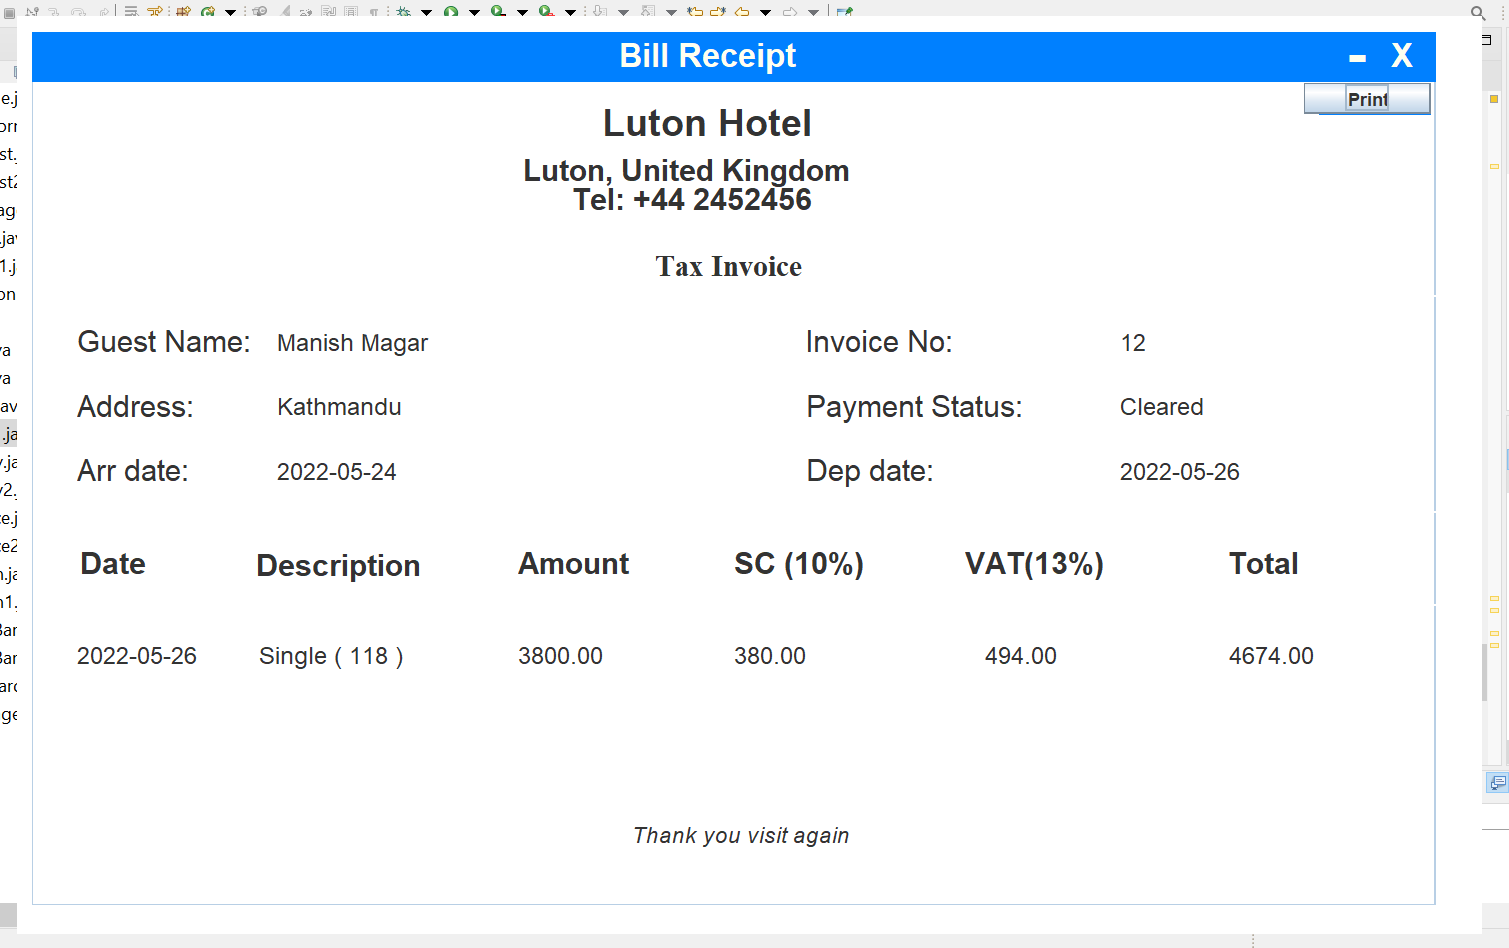 Bill Receipt
X
Print
Luton Hotel
Luton, United Kingdom
Tel: +44 2452456
Tax Invoice
Guest Name: Manish Magar Invoice No: 12
Address: Kathmandu Payment Status: Cleared
Arr date: 2022-05-24 Dep date: 2022-05-26
Date Description Amount SC (10%) VAT(13%) Total
2022-05-26 Single ( 118 ) 3800.00 380.00 494.00 4674.00
Thank you visit again